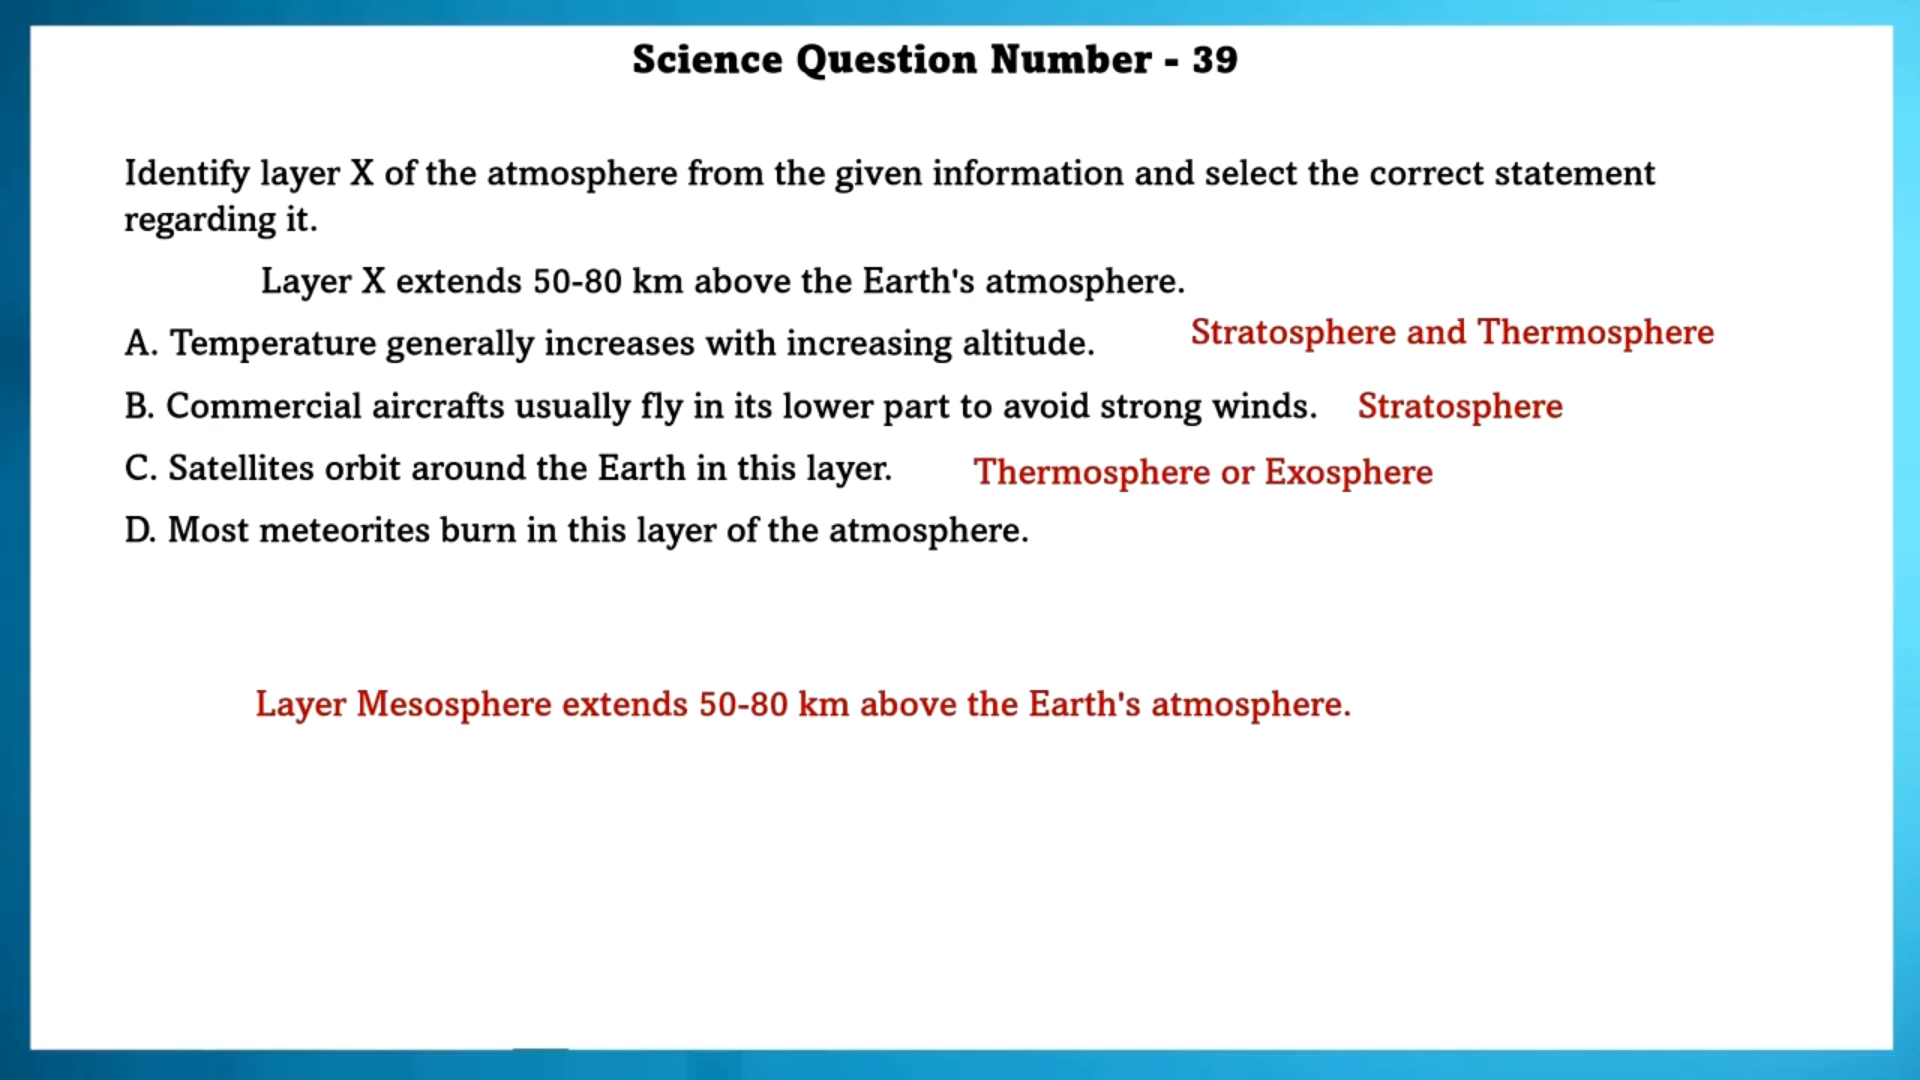 Science Question Number - 39
Identify layer X of the atmosphere from the given information and select the correct statement
regarding it.
Layer X extends 50-80 km above the Earth's atmosphere.
A. Temperature generally increases with increasing altitude. Stratosphere and Thermosphere
B. Commercial aircrafts usually fly in its lower part to avoid strong winds. Stratosphere
C. Satellites orbit around the Earth in this layer. Thermosphere or Exosphere
D. Most meteorites burn in this layer of the atmosphere.
Layer Mesosphere extends 50-80 km above the Earth's atmosphere.